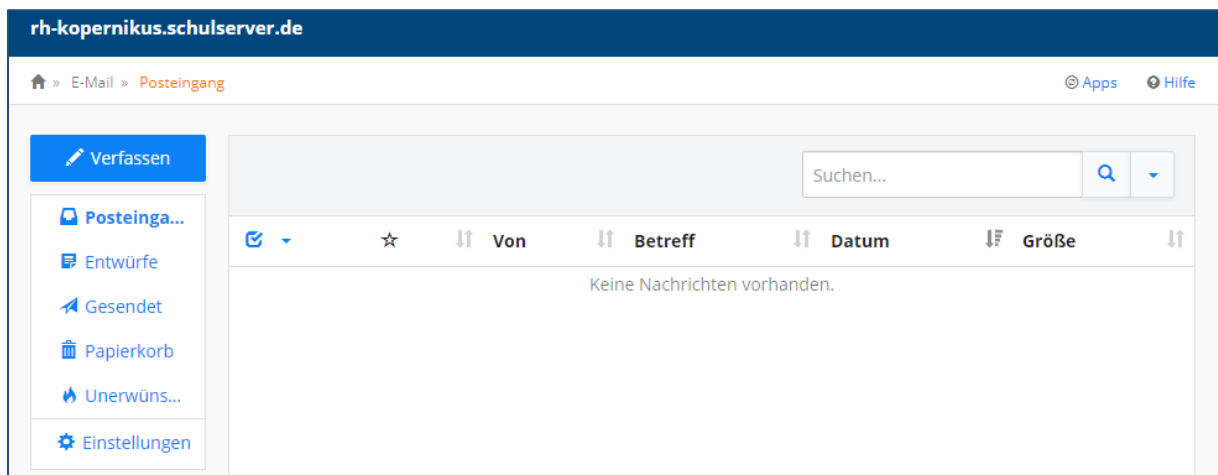 rh-kopernikus.schulserver.de
» E-Mail » Posteingang
Apps Hilfe
Verfassen
Suchen...
Posteinga...
Entwürfe
Gesendet
Papierkorb
Unerwüns...
Einstellungen
Von Betreff Datum Größe
Keine Nachrichten vorhanden.